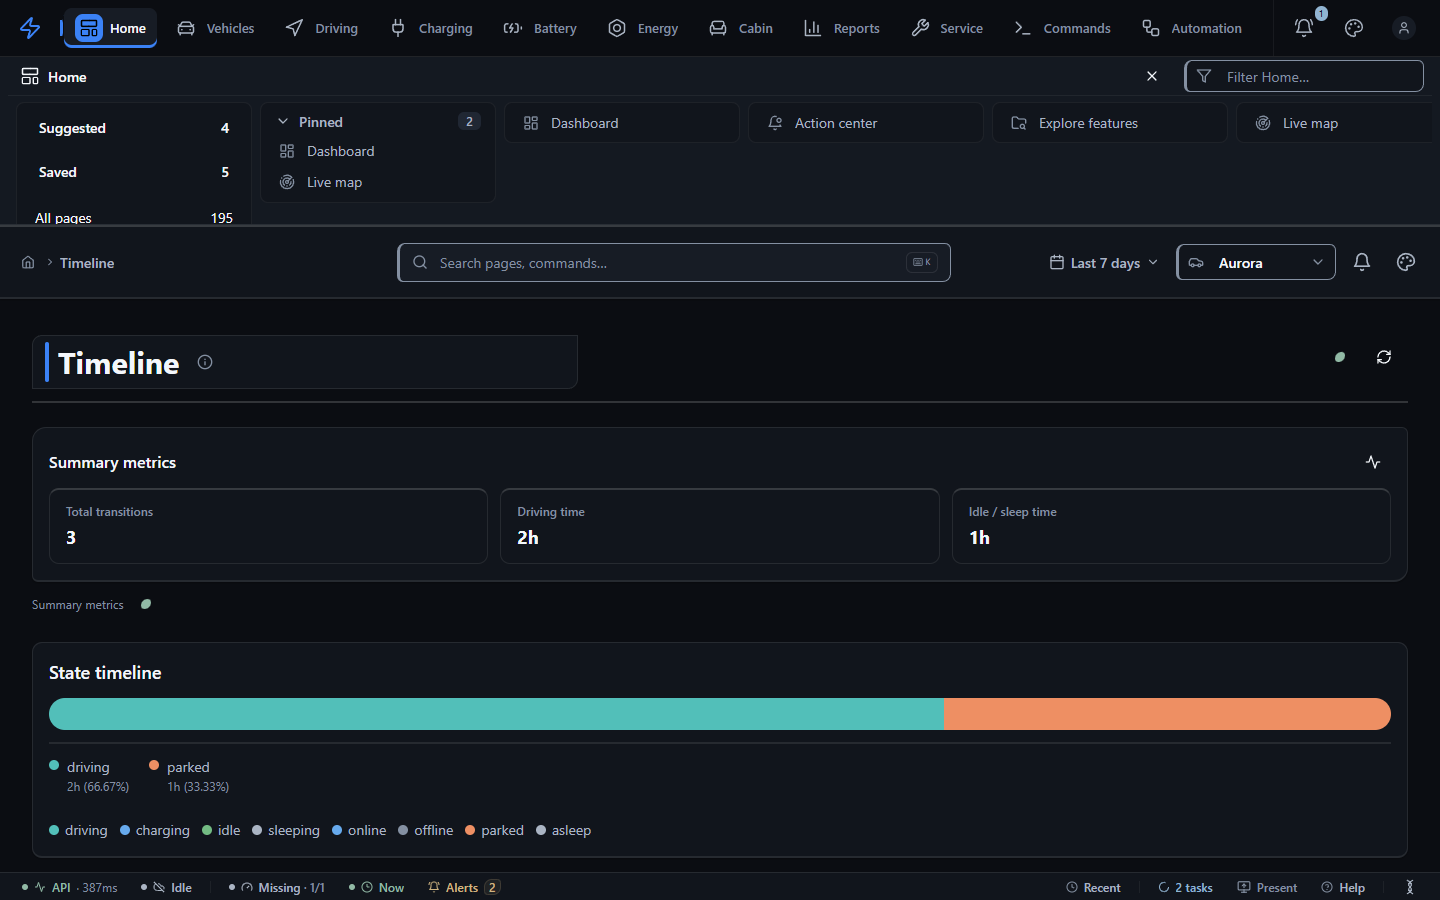 Home
Vehicles
Driving
Charging
Battery
Energy
Cabin
Reports
Service
Commands
Automation
1
Home
Filter Home...
Suggested 4
Saved 5
All pages 195
Pinned 2
Dashboard
Live map
Dashboard
Action center
Explore features
Live map
Timeline
Search pages, commands...
K
Last 7 days
Aurora
Timeline
Summary metrics
Total transitions
3
Driving time
2h
Idle / sleep time
1h
Summary metrics
State timeline
driving
2h (66.67%)
parked
1h (33.33%)
driving charging idle sleeping online offline parked asleep
API · 387ms
Idle
Missing · 1/1
Now
Alerts 2
Recent
2 tasks
Present
Help